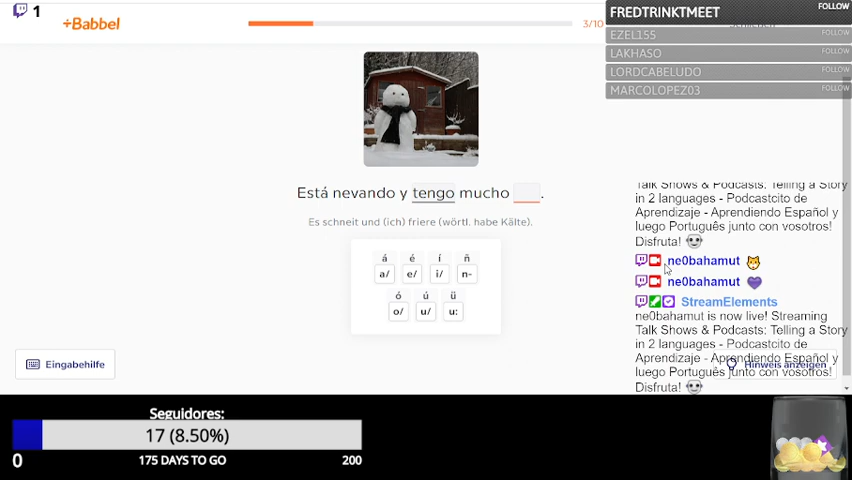 1
+Babbel
3/10
FREDTRINKTMEET FOLLOW
EZEL155 FOLLOW
LAKHASO FOLLOW
LORDCABELUDO FOLLOW
MARCOLOPEZ03 FOLLOW
Está nevando y tengo mucho ___.
Es schneit und (ich) friere (wörtl. habe Kälte).
á é í ñ
a/ e/ i/ n~
ó ú ü
o/ u/ u:
Eingabehilfe
Hinweis anzeigen
Talk Shows & Podcasts: Telling a Story
in 2 languages - Podcastcito de
Aprendizaje - Aprendiendo Español y
luego Português junto con vosotros!
Disfruta!
ne0bahamut
ne0bahamut
StreamElements
ne0bahamut is now live! Streaming
Talk Shows & Podcasts: Telling a Story
in 2 languages - Podcastcito de
Aprendizaje - Aprendiendo Español y
luego Português junto con vosotros!
Disfruta!
Seguidores:
17 (8.50%)
0 175 DAYS TO GO 200